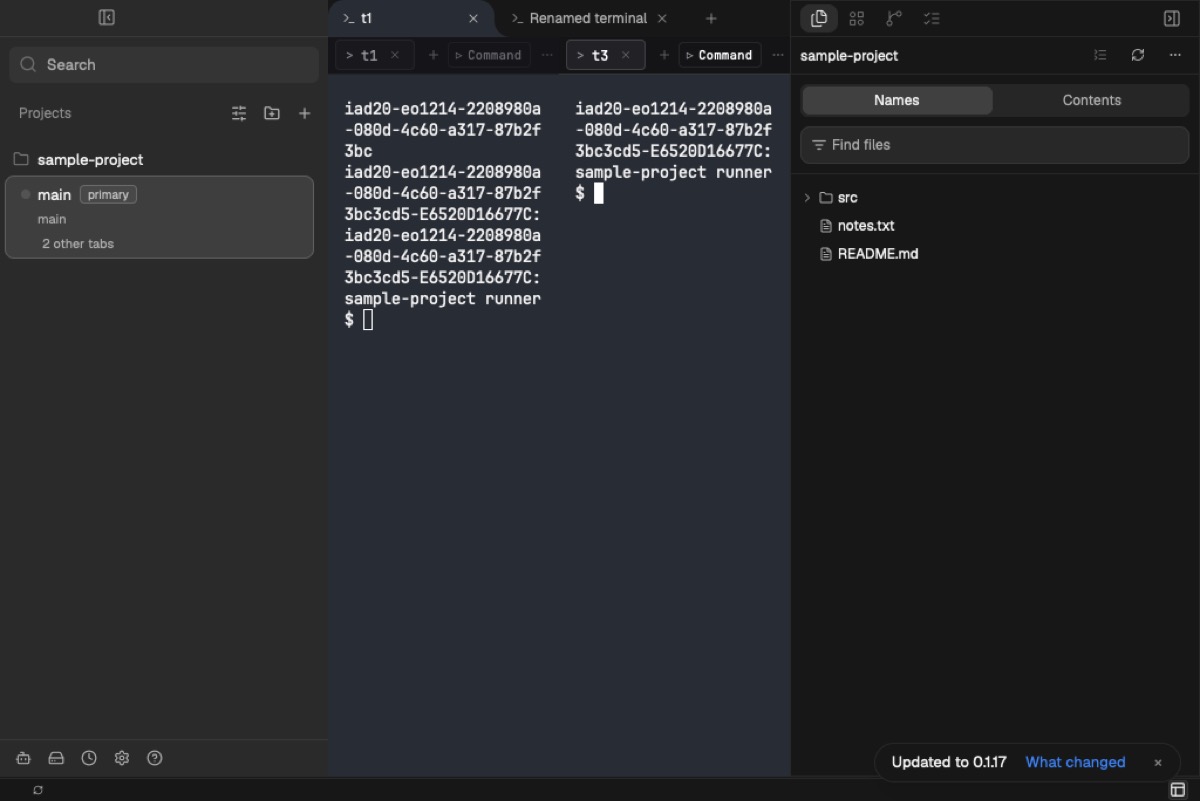 t1
Renamed terminal
t1
Command
t3
Command
sample-project
Search
Projects
sample-project
main primary
main
2 other tabs
iad20-eo1214-2208980a
-080d-4c60-a317-87b2f
3bc
iad20-eo1214-2208980a
-080d-4c60-a317-87b2f
3bc3cd5-E6520D16677C:
iad20-eo1214-2208980a
-080d-4c60-a317-87b2f
3bc3cd5-E6520D16677C:
sample-project runner
$
iad20-eo1214-2208980a
-080d-4c60-a317-87b2f
3bc3cd5-E6520D16677C:
sample-project runner
$
Names
Contents
Find files
src
notes.txt
README.md
Updated to 0.1.17 What changed